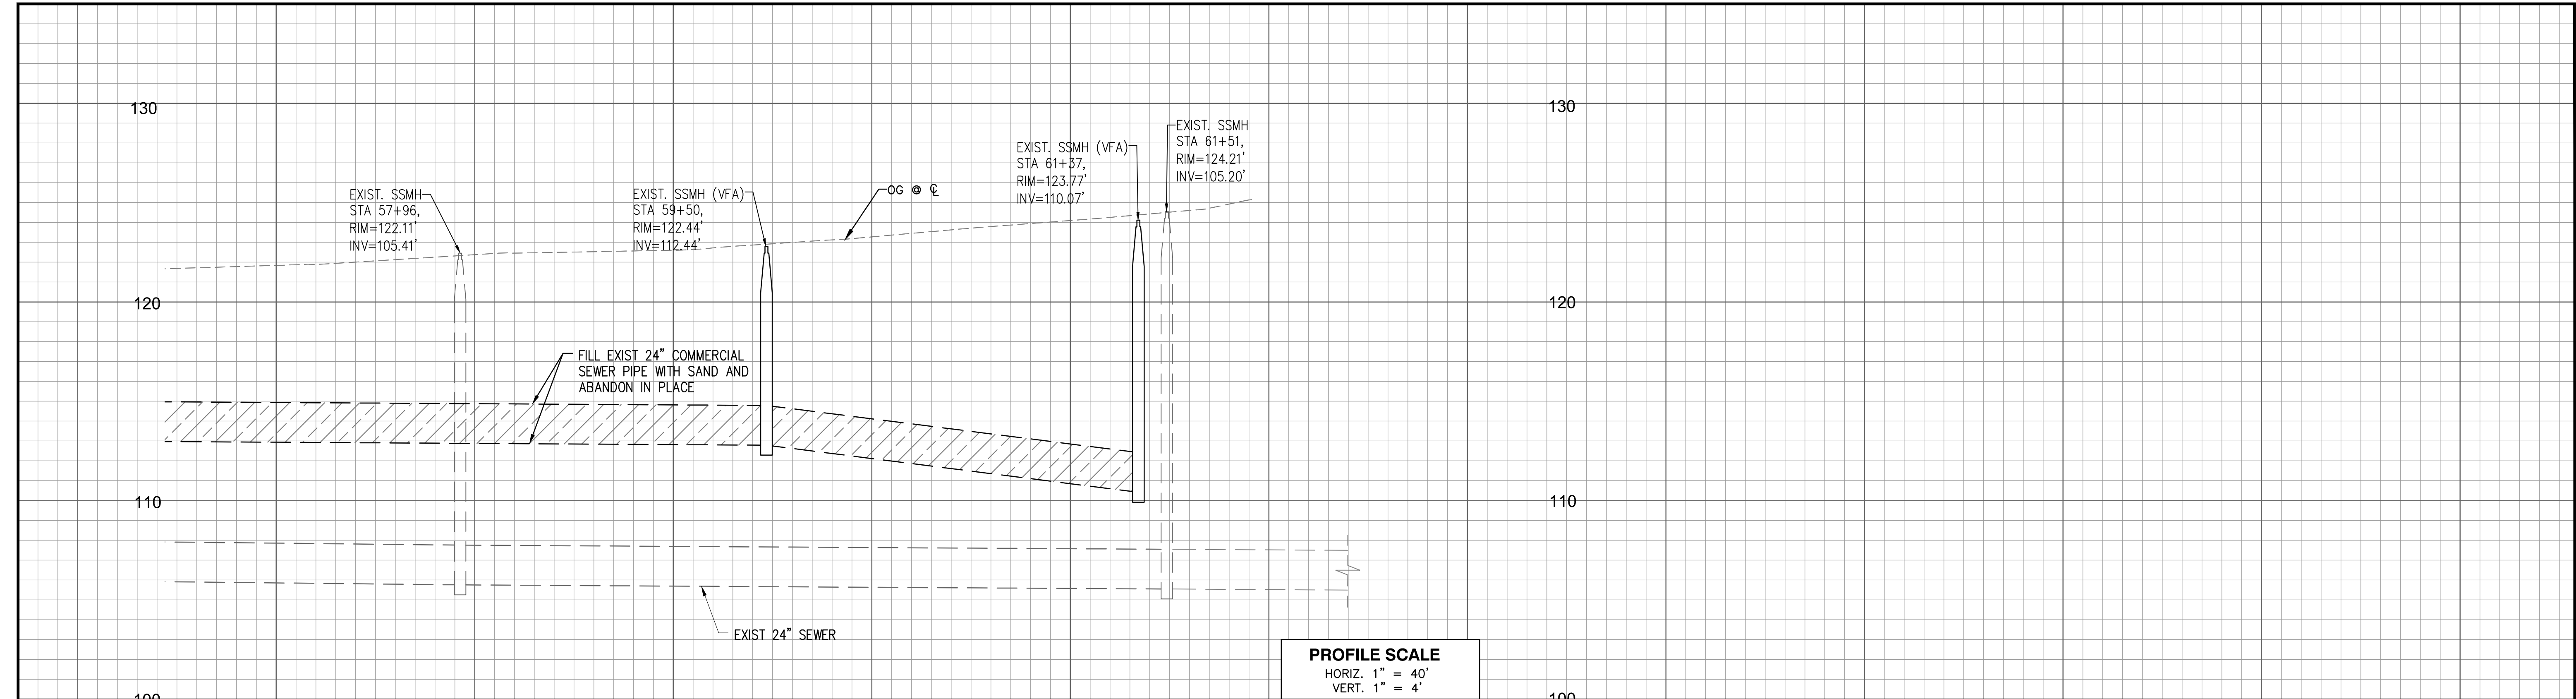 130
130
EXIST. SSMH
STA 61+51,
RIM=124.21'
INV=105.20'
EXIST. SSMH (VFA)
STA 61+37,
RIM=123.77'
INV=110.07'
EXIST. SSMH
STA 57+96,
RIM=122.11'
INV=105.41'
EXIST. SSMH (VFA)
STA 59+50,
RIM=122.44'
INV=112.44'
OG @ ℄
120
120
FILL EXIST 24” COMMERCIAL
SEWER PIPE WITH SAND AND
ABANDON IN PLACE
110
110
EXIST 24” SEWER
PROFILE SCALE
HORIZ. 1” = 40'
VERT. 1” = 4'
100
100